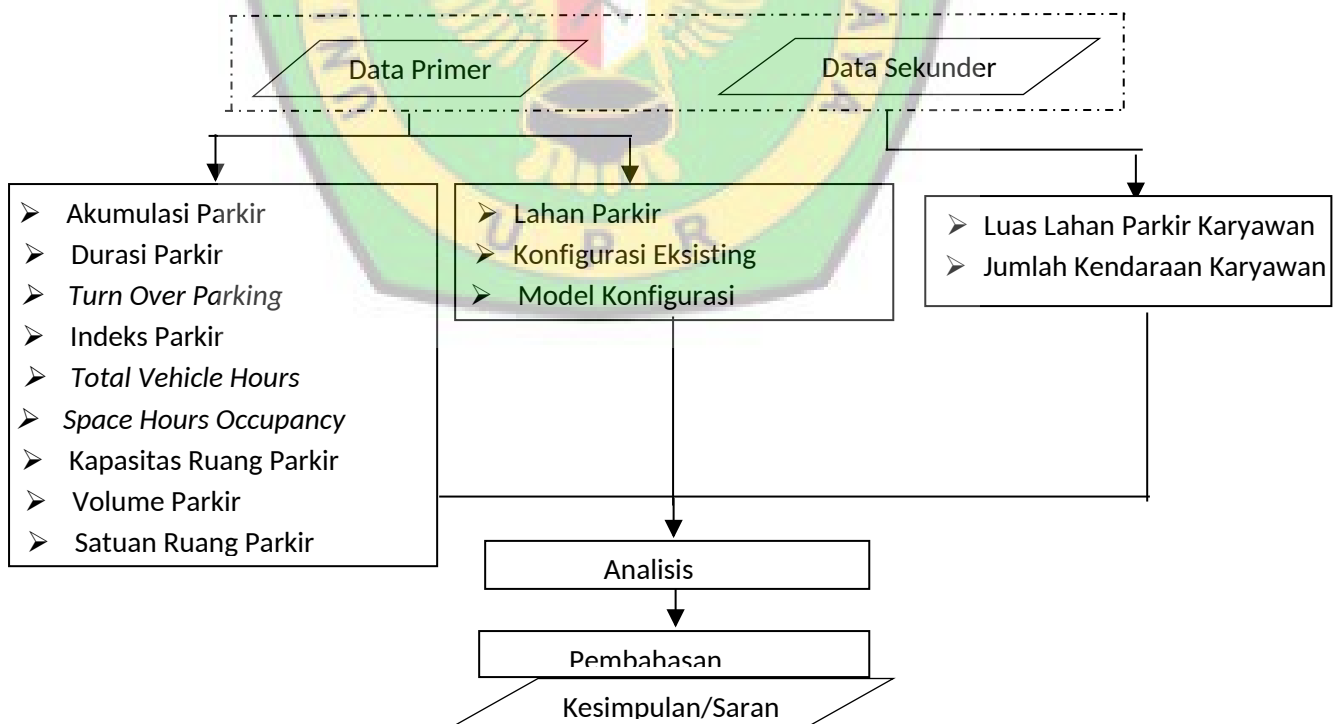 Data Primer
Data Sekunder
Akumulasi Parkir
Durasi Parkir
Turn Over Parking
Indeks Parkir
Total Vehicle Hours
Space Hours Occupancy
Kapasitas Ruang Parkir
Volume Parkir
Satuan Ruang Parkir
Lahan Parkir
Konfigurasi Eksisting
Model Konfigurasi
Luas Lahan Parkir Karyawan
Jumlah Kendaraan Karyawan
Analisis
Pembahasan
Kesimpulan/Saran
U P R